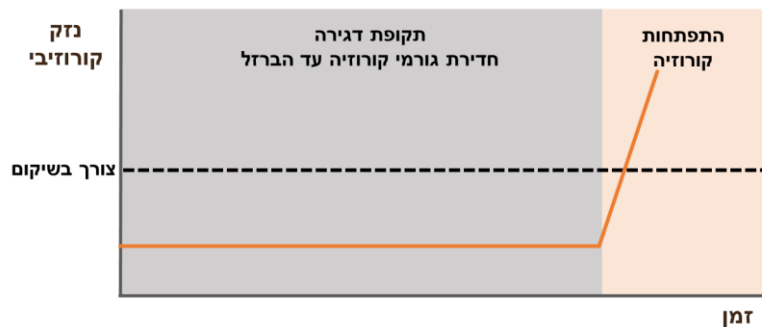 נזק
קורוזיבי
תקופת דגירה
חדירת גורמי קורוזיה עד הברזל
התפתחות
קורוזיה
צורך בשיקום
זמן